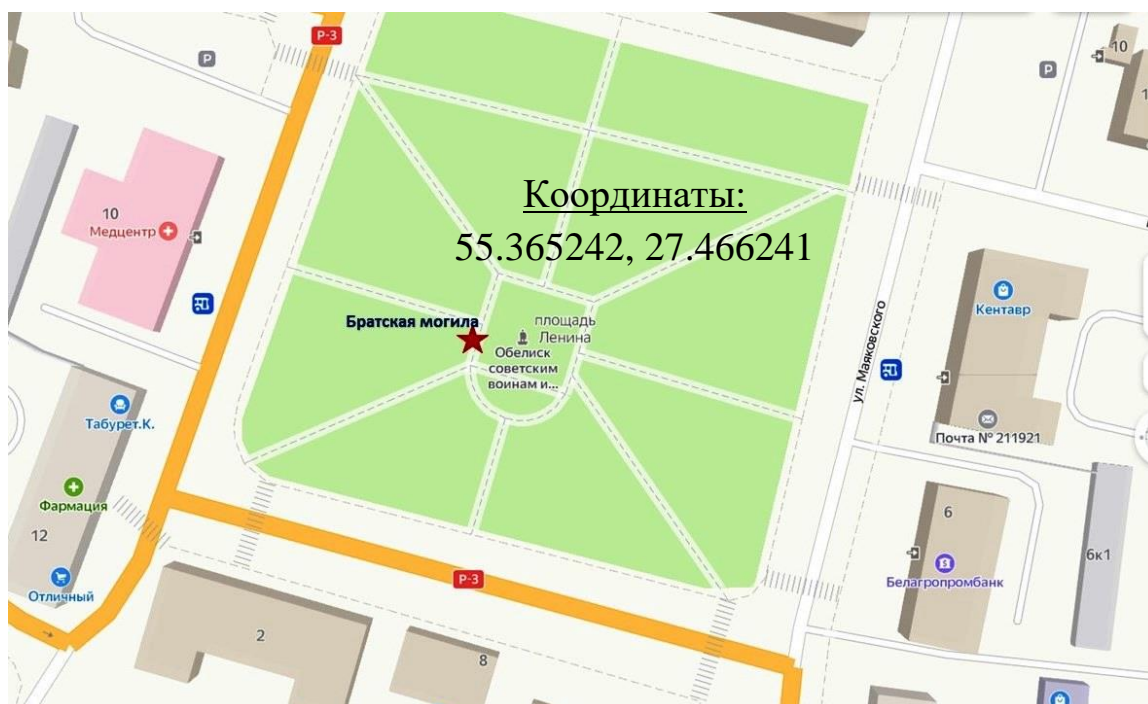 Р-3
Р
Р
10
10
Медцентр
Координаты:
55.365242, 27.466241
Братская могила
площадь
Ленина
Обелиск
советским
воинам и...
ул. Маяковского
Кентавр
Почта № 211921
Табурет.К.
Фармация
12
Отличный
Р-3
2
8
6
Белагропромбанк
6к1